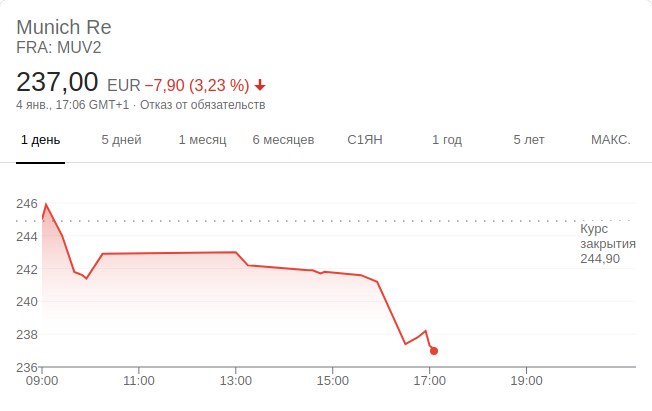 Munich Re
FRA: MUV2
237,00 EUR −7,90 (3,23 %)
4 янв., 17:06 GMT+1 · Отказ от обязательств
1 день 5 дней 1 месяц 6 месяцев С1ЯН 1 год 5 лет МАКС.
246
244
242
240
238
236
Курс
закрытия
244,90
09:00 11:00 13:00 15:00 17:00 19:00